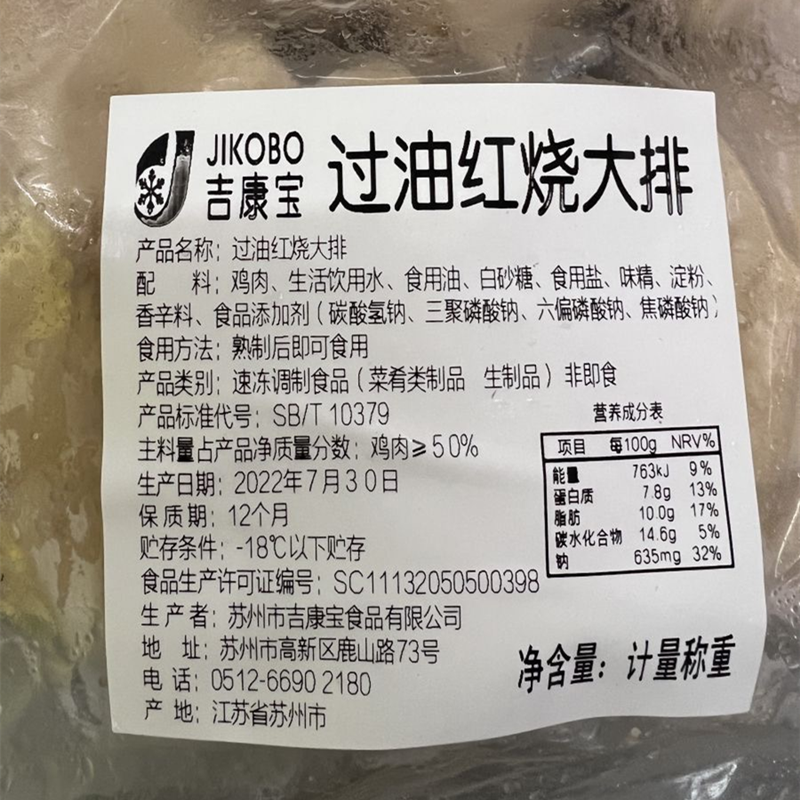 JIKOBO
吉康宝
过油红烧大排
产品名称：过油红烧大排
配 料：鸡肉、生活饮用水、食用油、白砂糖、食用盐、味精、淀粉、
香辛料、食品添加剂（碳酸氢钠、三聚磷酸钠、六偏磷酸钠、焦磷酸钠）
食用方法：熟制后即可食用
产品类别：速冻调制食品（菜肴类制品 生制品）非即食
产品标准代号：SB/T 10379
主料量占产品净质量分数：鸡肉≥50%
生产日期：2022年7月30日
保质期：12个月
贮存条件：-18℃以下贮存
食品生产许可证编号：SC11132050500398
生产者：苏州市吉康宝食品有限公司
地 址：苏州市高新区鹿山路73号
电 话：0512-6690 2180
产 地：江苏省苏州市
营养成分表
项目 每100g NRV%
能量 763kJ 9%
蛋白质 7.8g 13%
脂肪 10.0g 17%
碳水化合物 14.6g 5%
钠 635mg 32%
净含量：计量称重